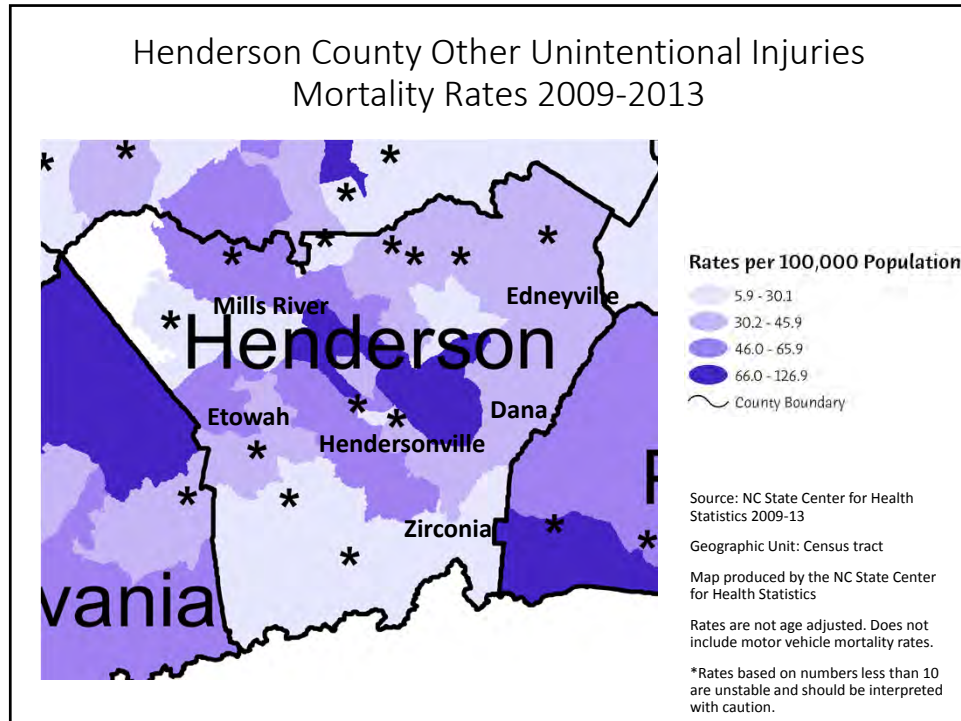 Henderson County Other Unintentional Injuries
Mortality Rates 2009-2013
* * *
*
* * * * *
*
Mills River
Edneyville
*
Henderson
Etowah
*
*
Dana
Hendersonville
*
* *
Zirconia
*
*
*
vania
Rates per 100,000 Population
5.9 - 30.1
30.2 - 45.9
46.0 - 65.9
66.0 - 126.9
County Boundary
Source: NC State Center for Health
Statistics 2009-13
Geographic Unit: Census tract
Map produced by the NC State Center
for Health Statistics
Rates are not age adjusted. Does not
include motor vehicle mortality rates.
*Rates based on numbers less than 10
are unstable and should be interpreted
with caution.